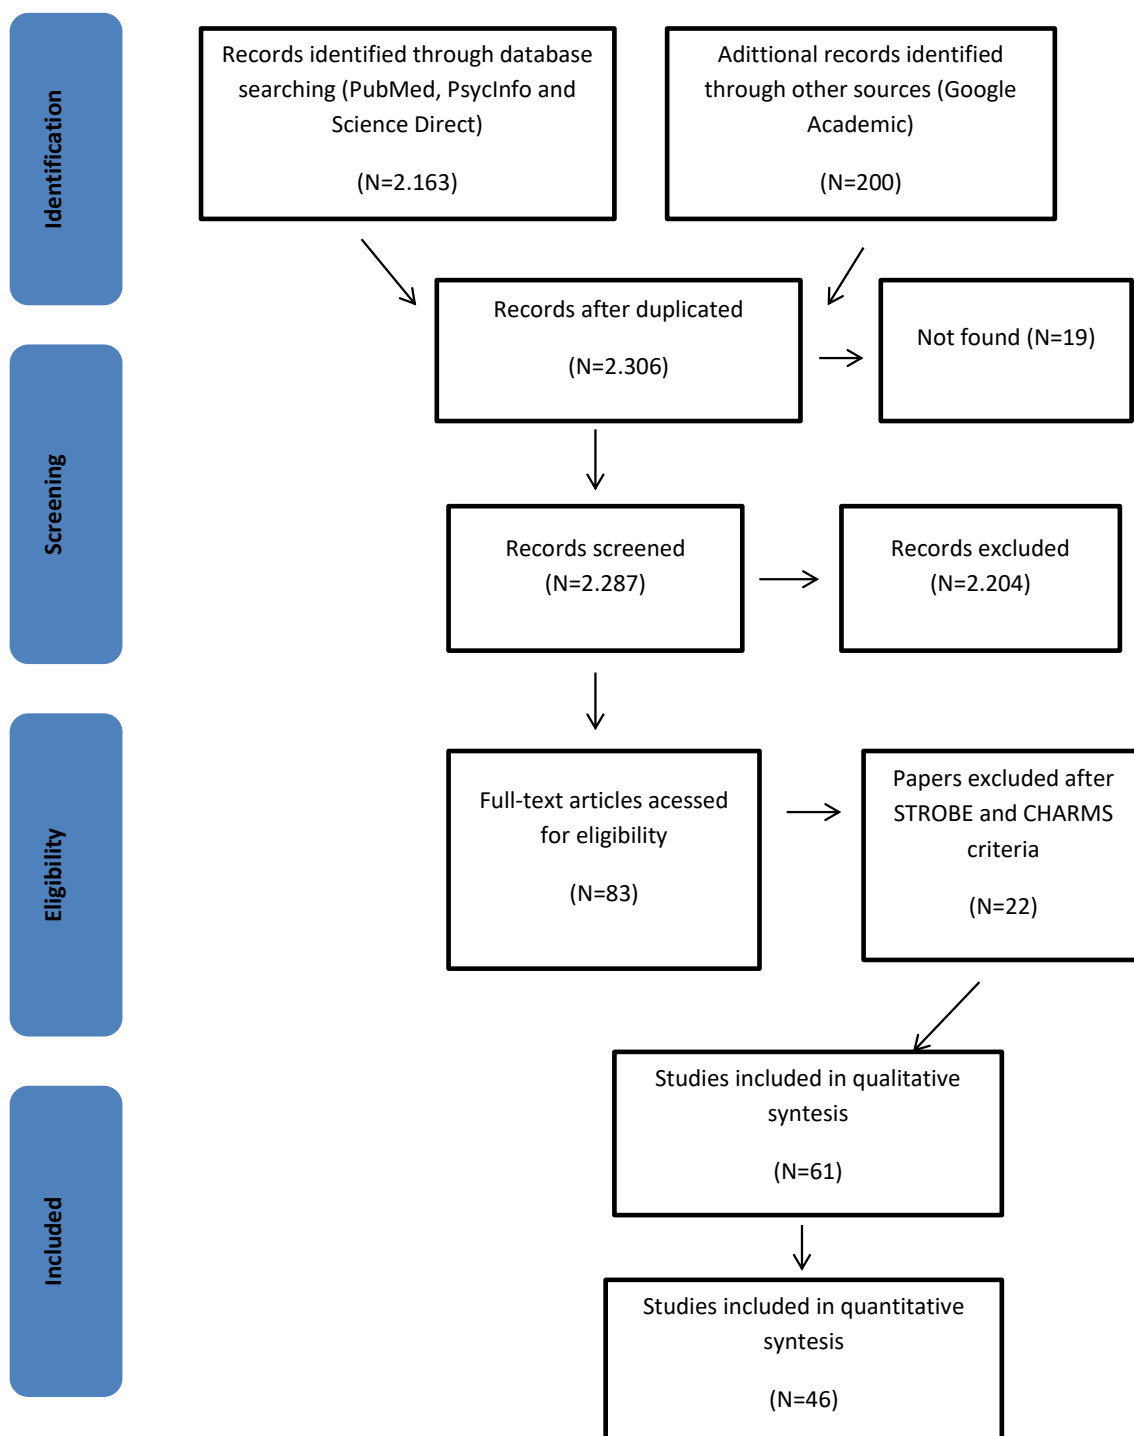 Identification
Records identified through database
searching (PubMed, PsycInfo and
Science Direct)
(N=2.163)
Adittional records identified
through other sources (Google
Academic)
(N=200)
Records after duplicated
(N=2.306)
Not found (N=19)
Screening
Records screened
(N=2.287)
Records excluded
(N=2.204)
Eligibility
Full-text articles acessed
for eligibility
(N=83)
Papers excluded after
STROBE and CHARMS
criteria
(N=22)
Included
Studies included in qualitative
syntesis
(N=61)
Studies included in quantitative
syntesis
(N=46)